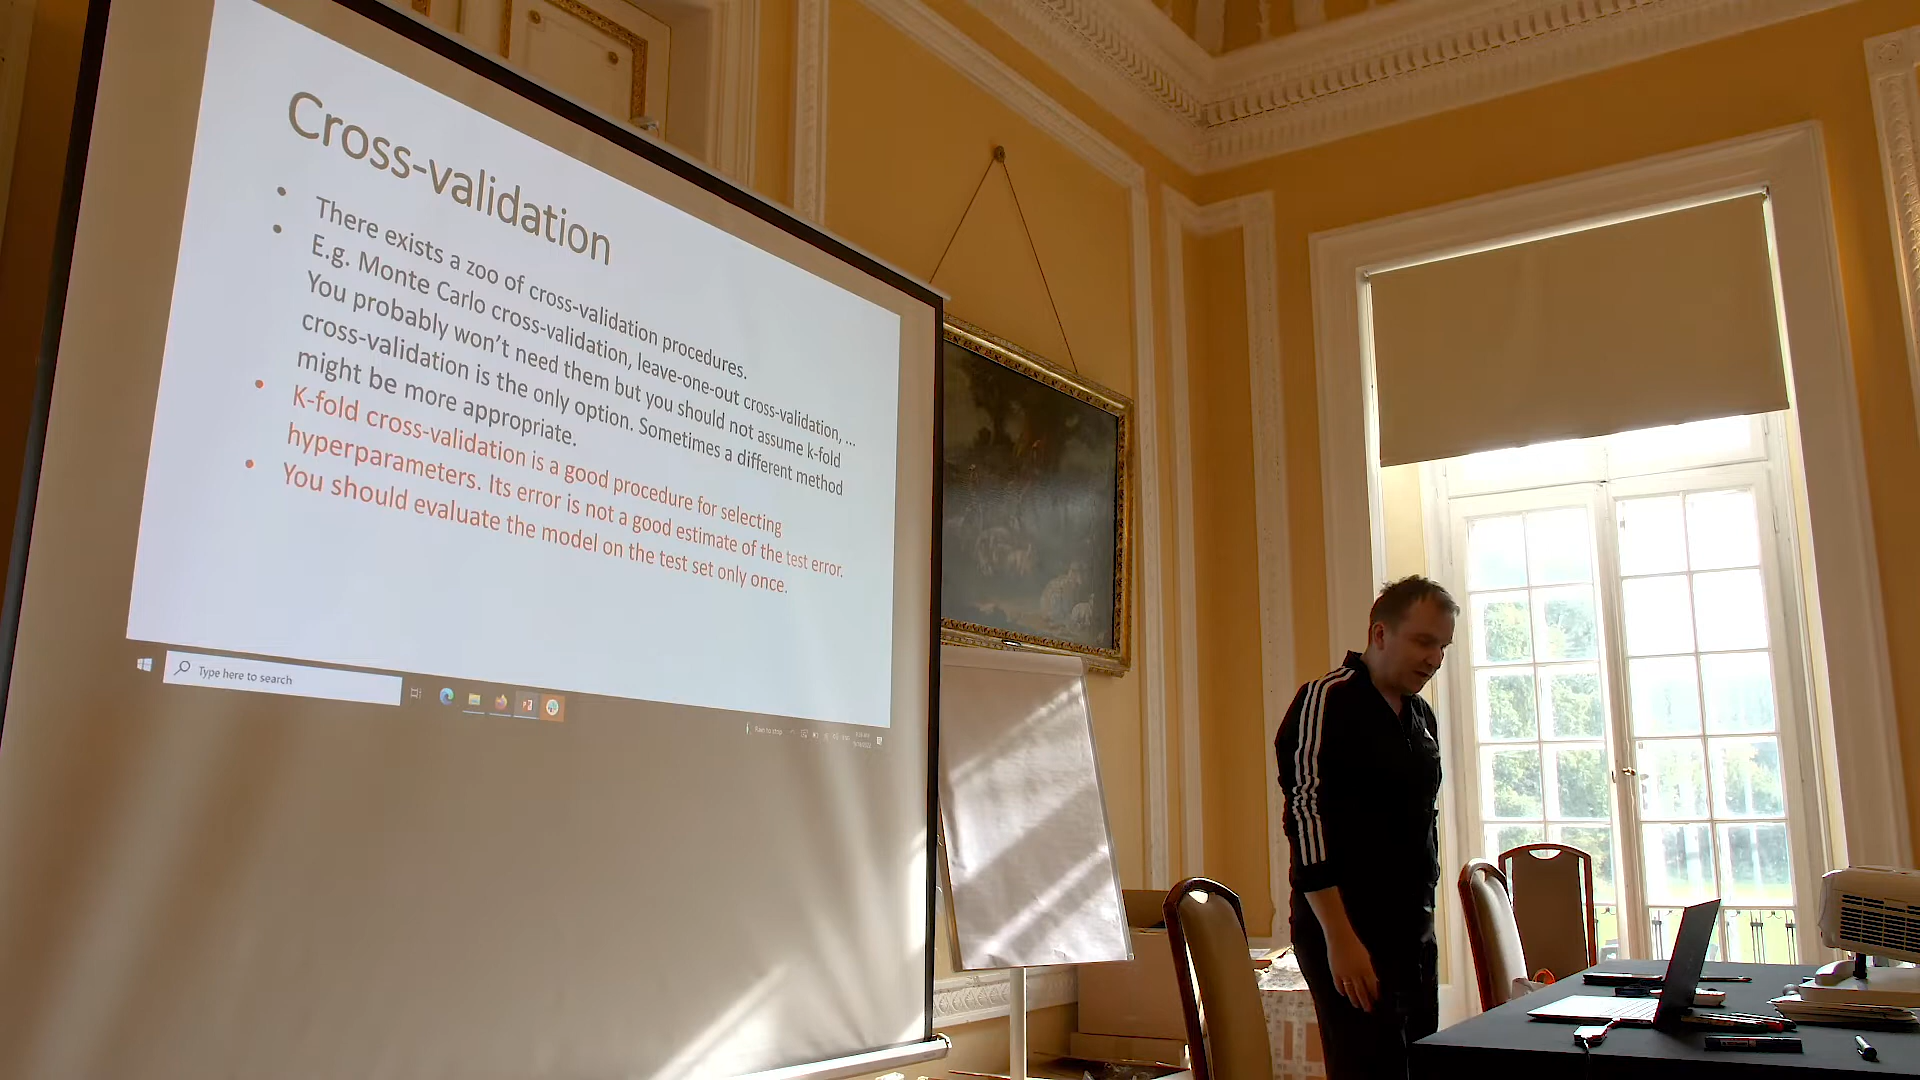 Cross-validation
• There exists a zoo of cross-validation procedures.
• E.g. Monte Carlo cross-validation, leave-one-out cross-validation, ...
You probably won't need them but you should not assume k-fold
cross-validation is the only option. Sometimes a different method
might be more appropriate.
• K-fold cross-validation is a good procedure for selecting
hyperparameters. Its error is not a good estimate of the test error.
• You should evaluate the model on the test set only once.
Type here to search
Rain to stop